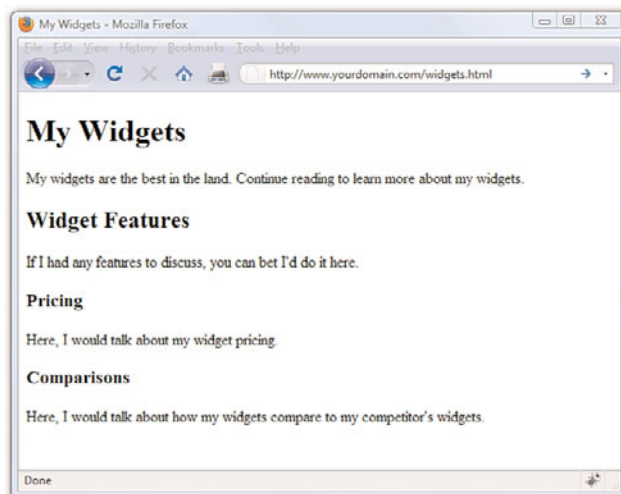 My Widgets - Mozilla Firefox
File Edit View History Bookmarks Tools Help
http://www.yourdomain.com/widgets.html
My Widgets
My widgets are the best in the land. Continue reading to learn more about my widgets.
Widget Features
If I had any features to discuss, you can bet I'd do it here.
Pricing
Here, I would talk about my widget pricing.
Comparisons
Here, I would talk about how my widgets compare to my competitor's widgets.
Done